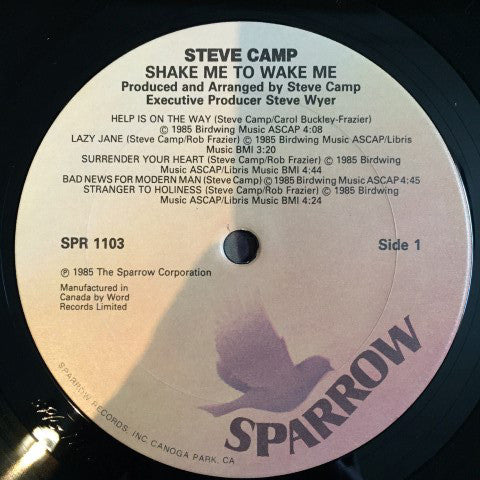 STEVE CAMP
SHAKE ME TO WAKE ME
Produced and Arranged by Steve Camp
Executive Producer Steve Wyer
HELP IS ON THE WAY (Steve Camp/Carol Buckley-Frazier)
© 1985 Birdwing Music ASCAP 4:08
LAZY JANE (Steve Camp/Rob Frazier) © 1985 Birdwing Music ASCAP/Libris
Music BMI 3:20
SURRENDER YOUR HEART (Steve Camp/Rob Frazier) © 1985 Birdwing
Music ASCAP/Libris Music BMI 4:44
BAD NEWS FOR MODERN MAN (Steve Camp) © 1985 Birdwing Music ASCAP 4:45
STRANGER TO HOLINESS (Steve Camp/Rob Frazier) © 1985 Birdwing
Music ASCAP/Libris Music BMI 4:24
SPR 1103
Side 1
℗ 1985 The Sparrow Corporation
Manufactured in
Canada by Word
Records Limited
SPARROW
SPARROW RECORDS, INC. CANOGA PARK, CA